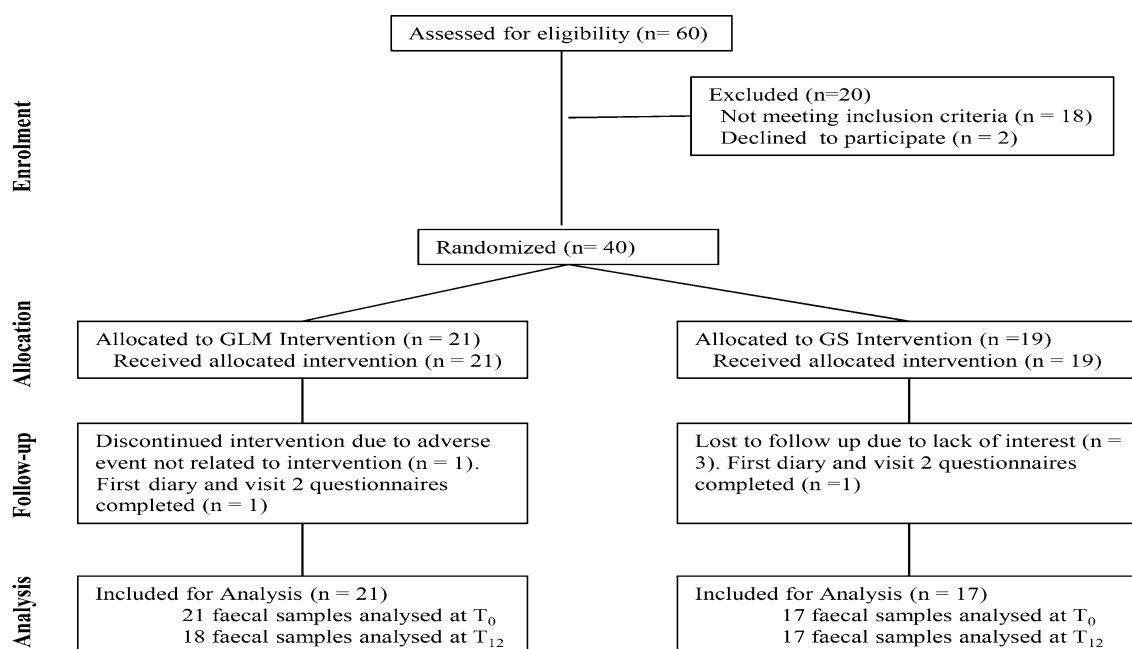 Assessed for eligibility (n= 60)
Enrolment
Excluded (n=20)
Not meeting inclusion criteria (n = 18)
Declined to participate (n = 2)
Randomized (n= 40)
Allocation
Allocated to GLM Intervention (n = 21)
Received allocated intervention (n = 21)
Allocated to GS Intervention (n =19)
Received allocated intervention (n = 19)
Follow-up
Discontinued intervention due to adverse
event not related to intervention (n = 1).
First diary and visit 2 questionnaires
completed (n = 1)
Lost to follow up due to lack of interest (n =
3). First diary and visit 2 questionnaires
completed (n =1)
Analysis
Included for Analysis (n = 21)
21 faecal samples analysed at T0
18 faecal samples analysed at T12
Included for Analysis (n = 17)
17 faecal samples analysed at T0
17 faecal samples analysed at T12